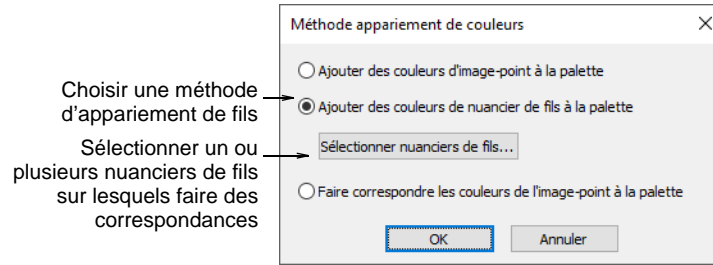 Méthode appariement de couleurs
Ajouter des couleurs d'image-point à la palette
Choisir une méthode
d'appariement de fils
Ajouter des couleurs de nuancier de fils à la palette
Sélectionner un ou
plusieurs nuanciers de fils
sur lesquels faire des
correspondances
Sélectionner nuanciers de fils...
Faire correspondre les couleurs de l'image-point à la palette
OK
Annuler